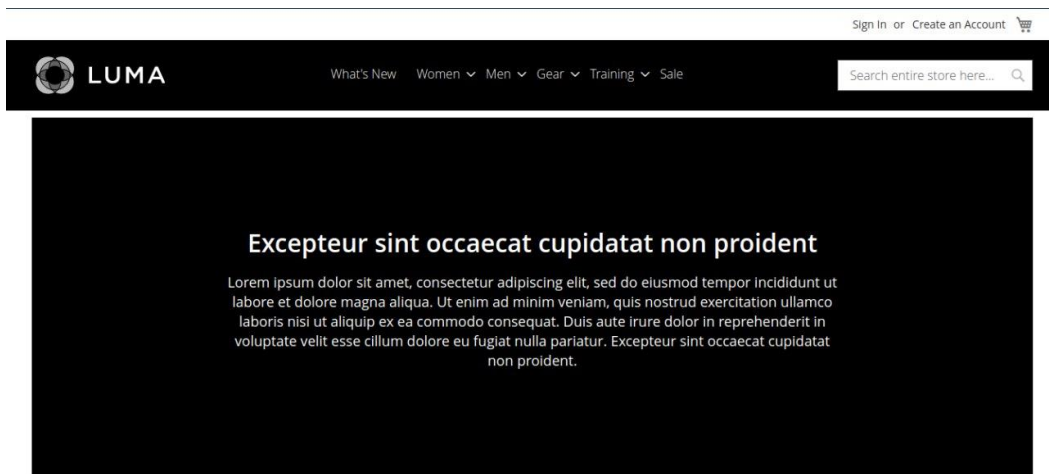 Sign In or Create an Account
LUMA
What's New Women Men Gear Training Sale
Search entire store here...
Excepteur sint occaecat cupidatat non proident
Lorem ipsum dolor sit amet, consectetur adipiscing elit, sed do eiusmod tempor incididunt ut
labore et dolore magna aliqua. Ut enim ad minim veniam, quis nostrud exercitation ullamco
laboris nisi ut aliquip ex ea commodo consequat. Duis aute irure dolor in reprehenderit in
voluptate velit esse cillum dolore eu fugiat nulla pariatur. Excepteur sint occaecat cupidatat
non proident.